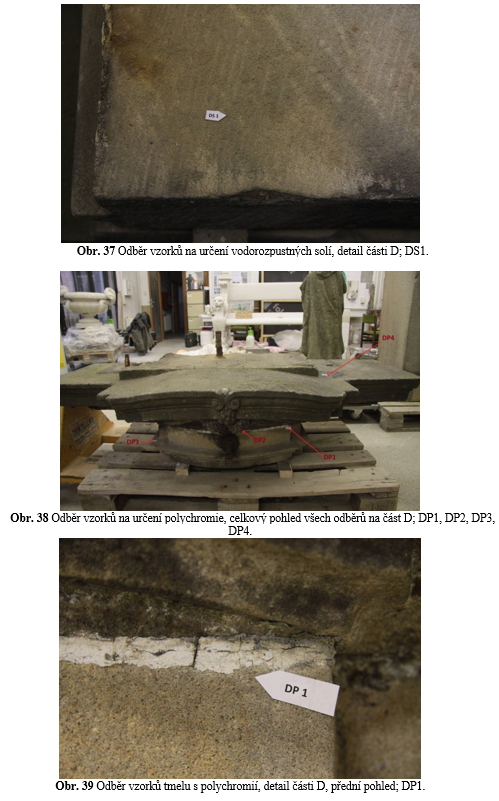 DS 1
Obr. 37 Odběr vzorků na určení vodorozpustných solí, detail části D; DS1.
DP4
DP3
DP2
DP1
Obr. 38 Odběr vzorků na určení polychromie, celkový pohled všech odběrů na část D; DP1, DP2, DP3,
DP4.
DP 1
Obr. 39 Odběr vzorků tmelu s polychromií, detail části D, přední pohled; DP1.